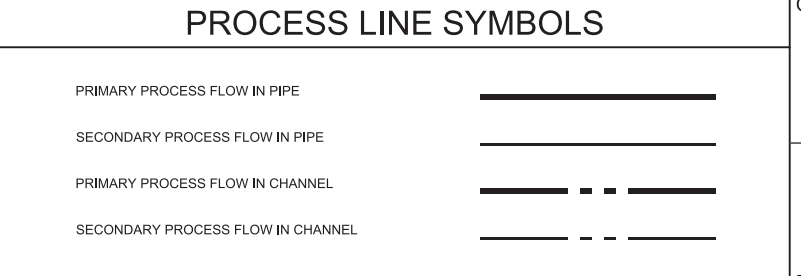 PROCESS LINE SYMBOLS
PRIMARY PROCESS FLOW IN PIPE
SECONDARY PROCESS FLOW IN PIPE
PRIMARY PROCESS FLOW IN CHANNEL
SECONDARY PROCESS FLOW IN CHANNEL